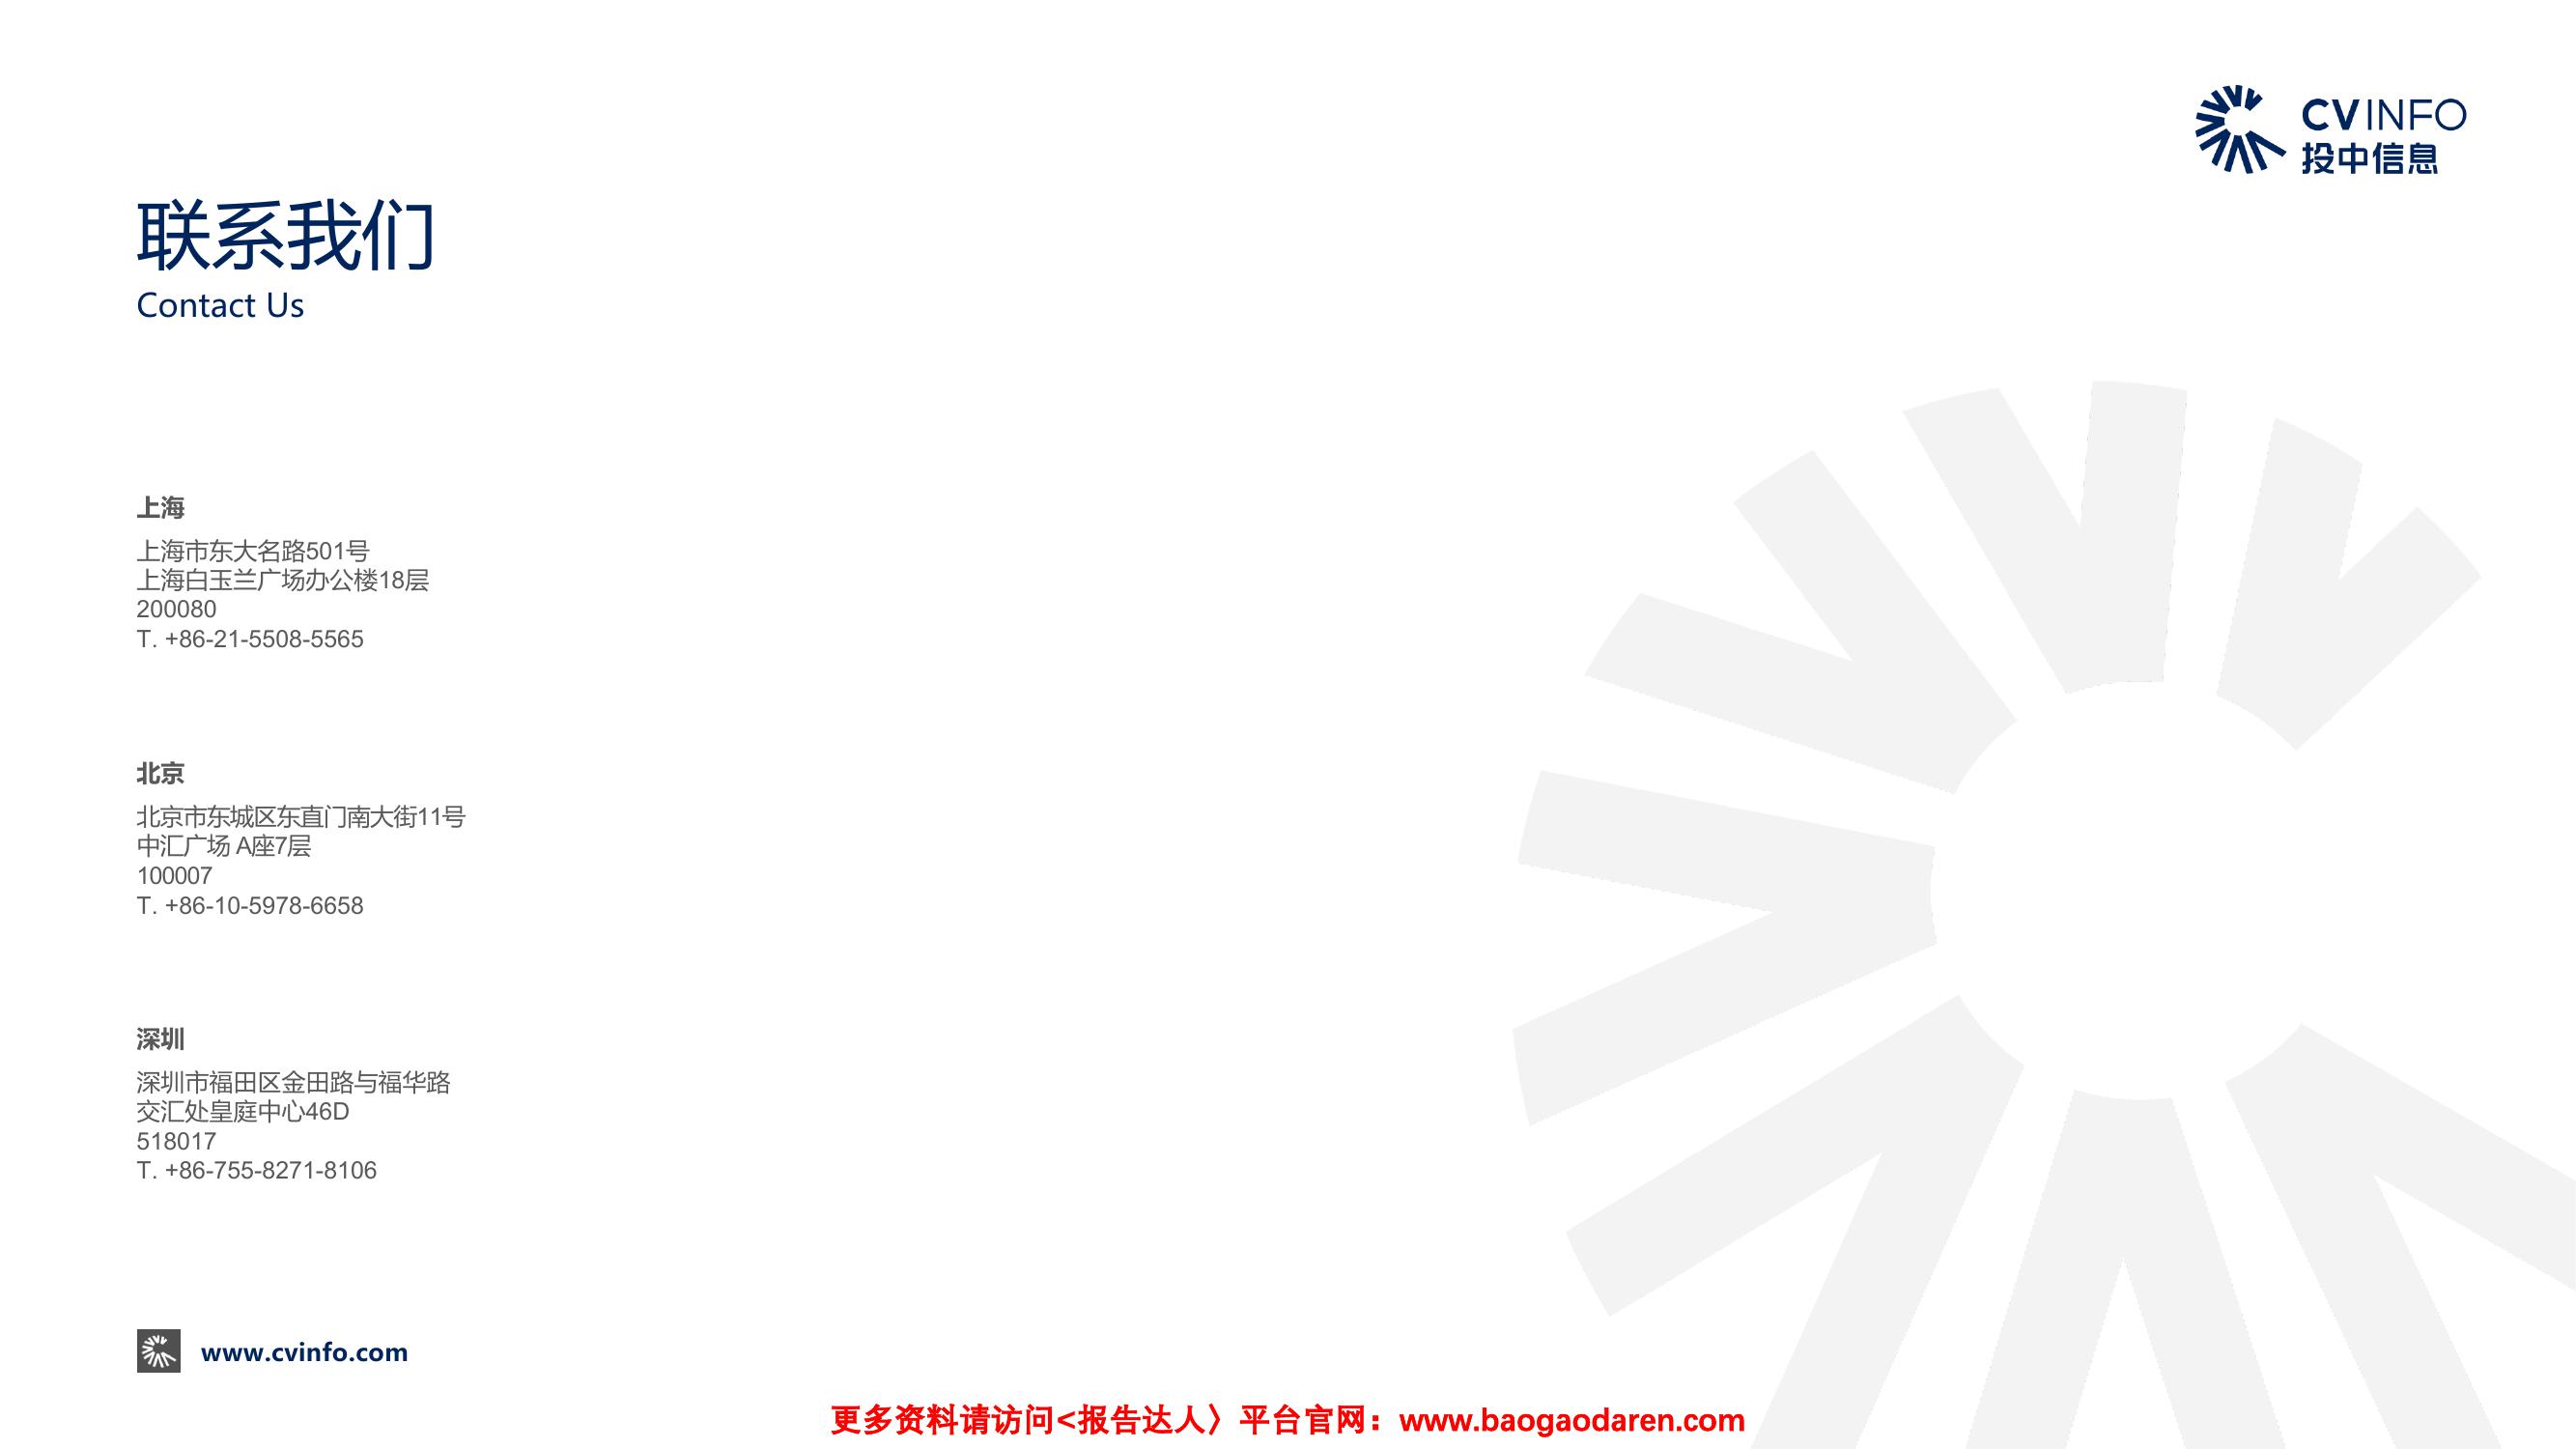 CVINFO
投中信息
联系我们
Contact Us
上海
上海市东大名路501号
上海白玉兰广场办公楼18层
200080
T. +86-21-5508-5565
北京
北京市东城区东直门南大街11号
中汇广场 A座7层
100007
T. +86-10-5978-6658
深圳
深圳市福田区金田路与福华路
交汇处皇庭中心46D
518017
T. +86-755-8271-8106
www.cvinfo.com
更多资料请访问<报告达人〉平台官网：www.baogaodaren.com